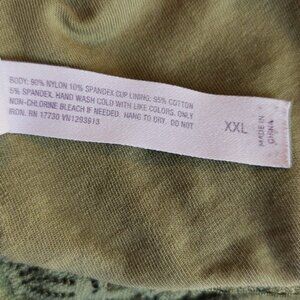 BODY: 90% NYLON 10% SPANDEX CUP LINING: 95% COTTON
5% SPANDEX. HAND WASH COLD WITH LIKE COLORS. ONLY
NON-CHLORINE BLEACH IF NEEDED. HANG TO DRY. DO NOT
IRON. RN 17730 VN1293913
XXL
MADE IN
CHINA